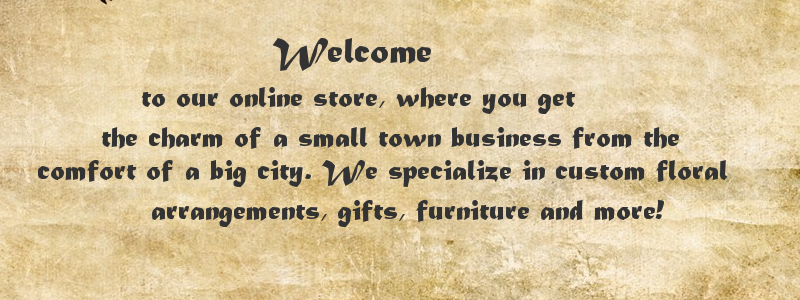 Welcome
to our online store, where you get
the charm of a small town business from the
comfort of a big city. We specialize in custom floral
arrangements, gifts, furniture and more!